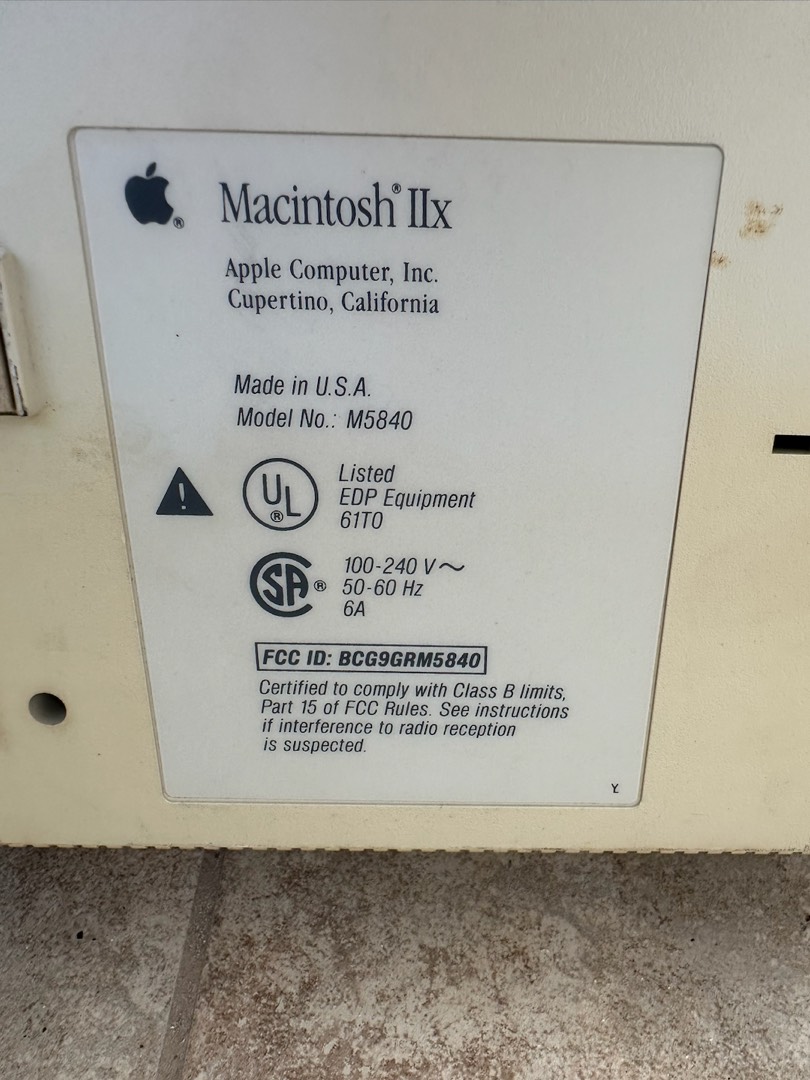 Macintosh® IIx
Apple Computer, Inc.
Cupertino, California
Made in U.S.A.
Model No.: M5840
UL®
Listed
EDP Equipment
61T0
SA®
100-240 V~
50-60 Hz
6A
FCC ID: BCG9GRM5840
Certified to comply with Class B limits,
Part 15 of FCC Rules. See instructions
if interference to radio reception
is suspected.